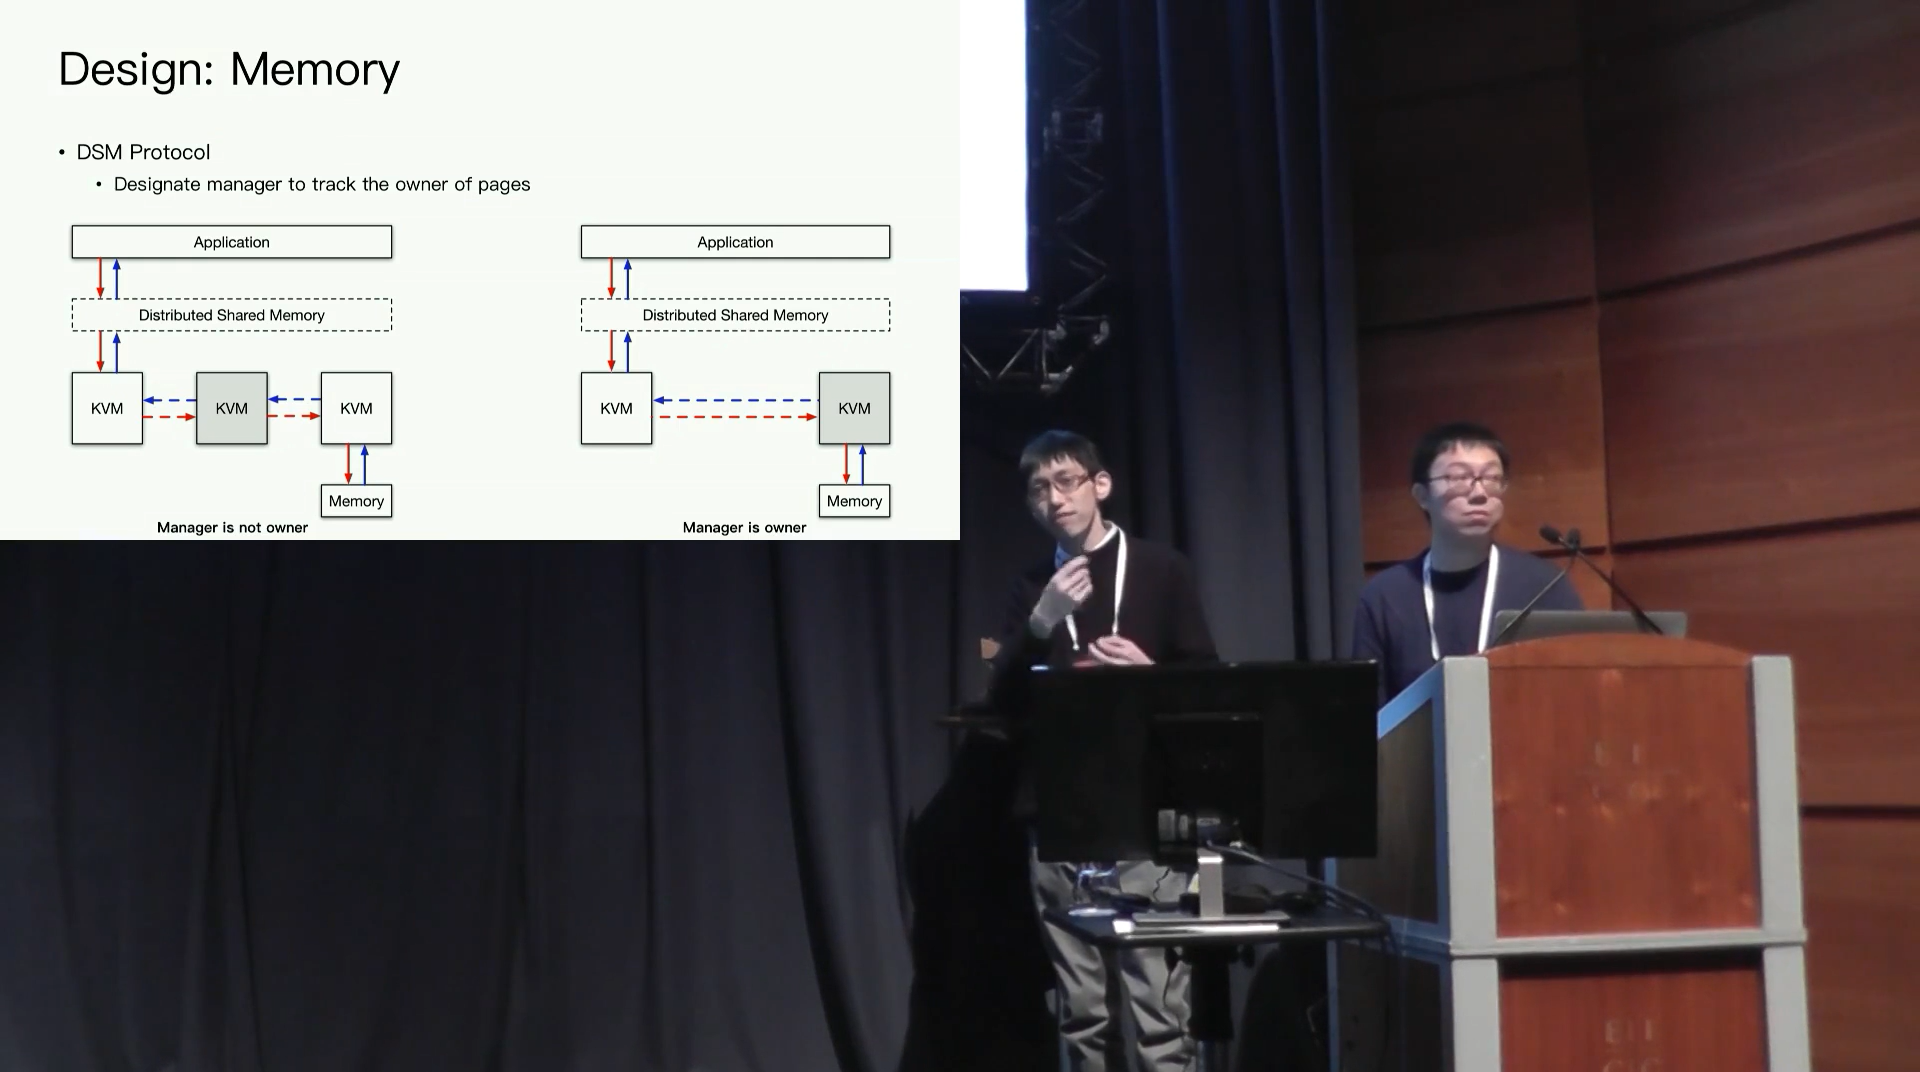 Design: Memory
• DSM Protocol
• Designate manager to track the owner of pages
Application
Distributed Shared Memory
KVM
KVM
KVM
Memory
Manager is not owner
Application
Distributed Shared Memory
KVM
KVM
Memory
Manager is owner